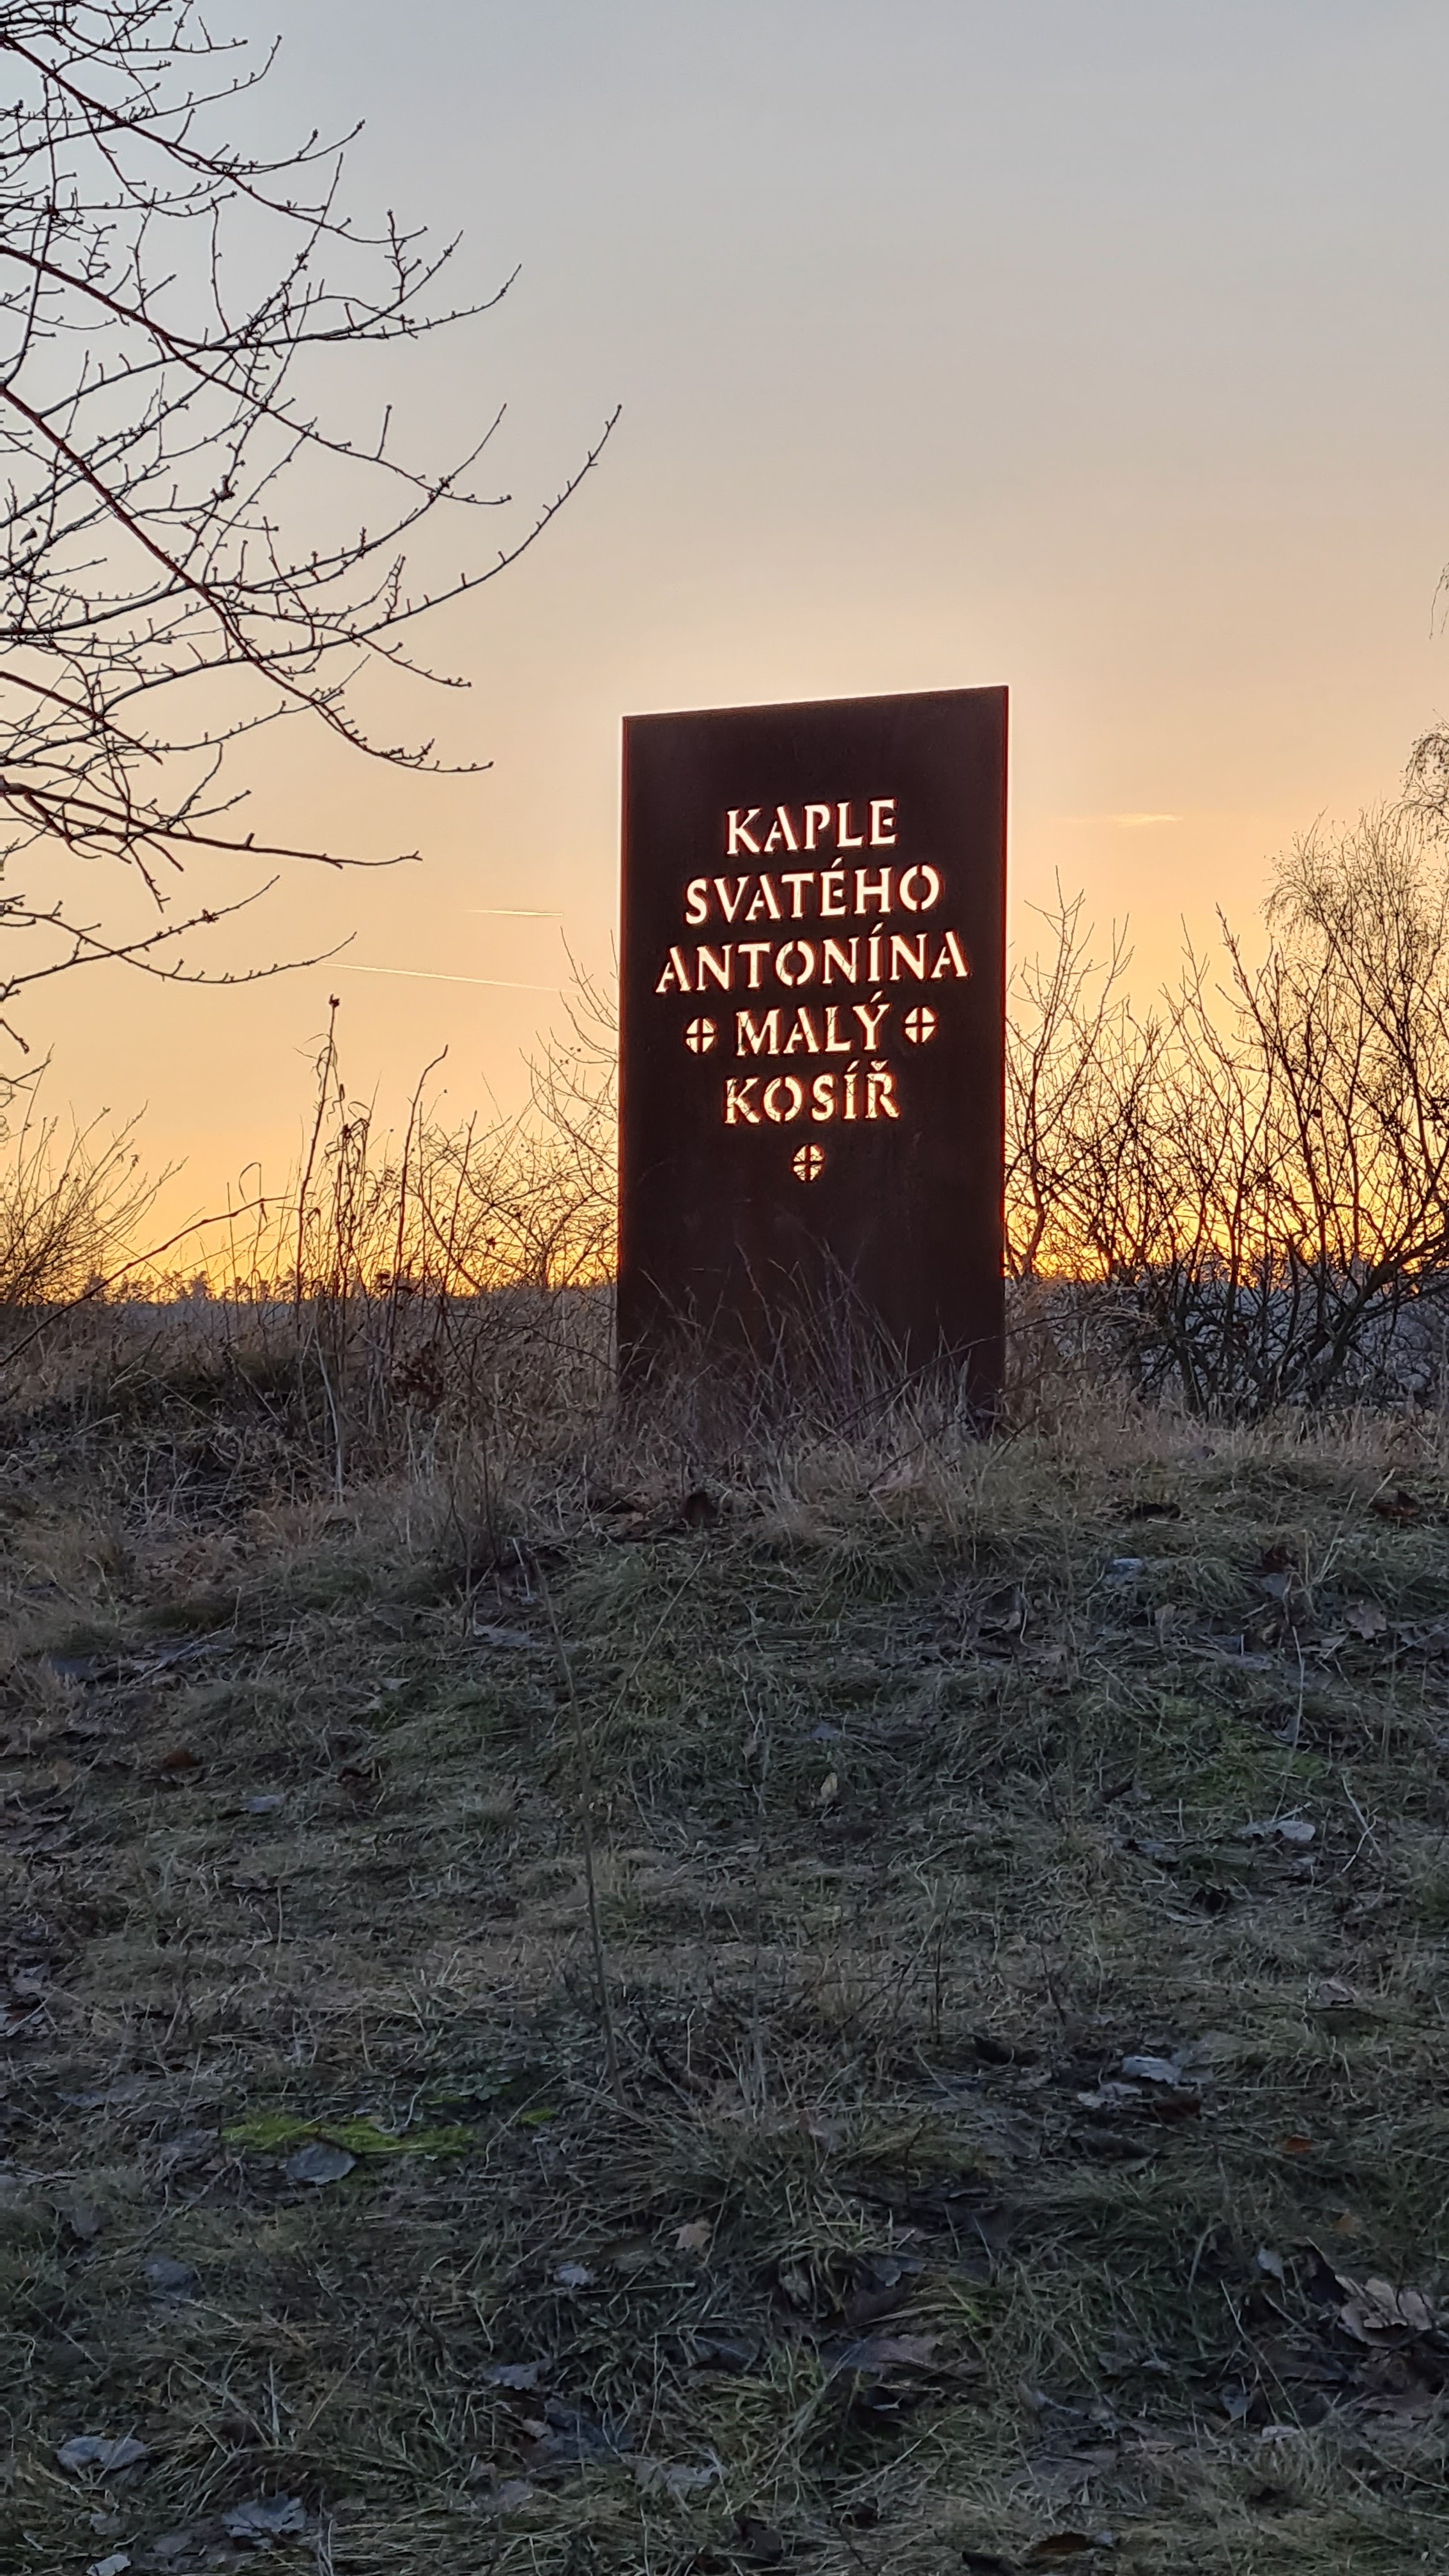 KAPLE
SVATÉHO
ANTONÍNA
MALÝ
KOSÍŘ